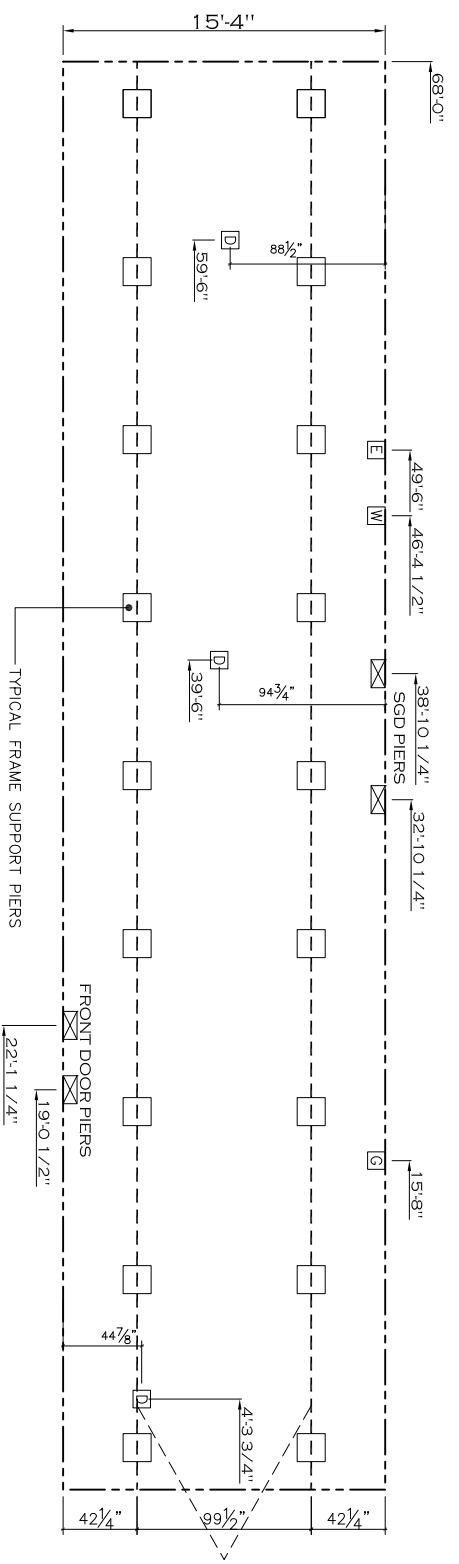 15'-4"
68'-0"
D
59'-6"
88½"
E
49'-6"
W
46'-4 1/2"
TYPICAL FRAME SUPPORT PIERS
D
39'-6"
94¾"
38'-10 1/4"
SGD PIERS
32'-10 1/4"
FRONT DOOR PIERS
22'-1 1/4"
19'-0 1/2"
G
15'-8"
44⅞"
D
4'-3 3/4"
42¼"
99½"
42¼"